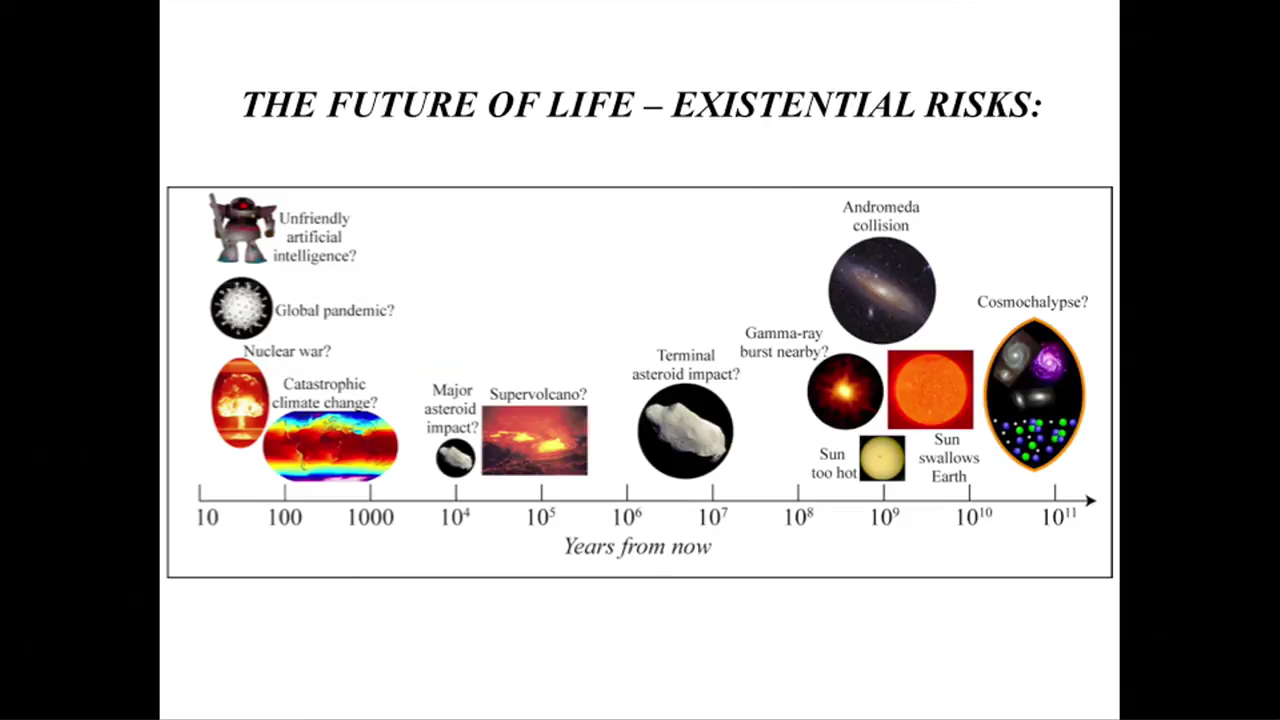 THE FUTURE OF LIFE – EXISTENTIAL RISKS:
Unfriendly
artificial
intelligence?
Global pandemic?
Nuclear war?
Catastrophic
climate change?
Major
asteroid
impact?
Supervolcano?
Terminal
asteroid impact?
Gamma-ray
burst nearby?
Andromeda
collision
Sun
too hot
Sun
swallows
Earth
Cosmochalypse?
10 100 1000 10⁴ 10⁵ 10⁶ 10⁷ 10⁸ 10⁹ 10¹⁰ 10¹¹
Years from now